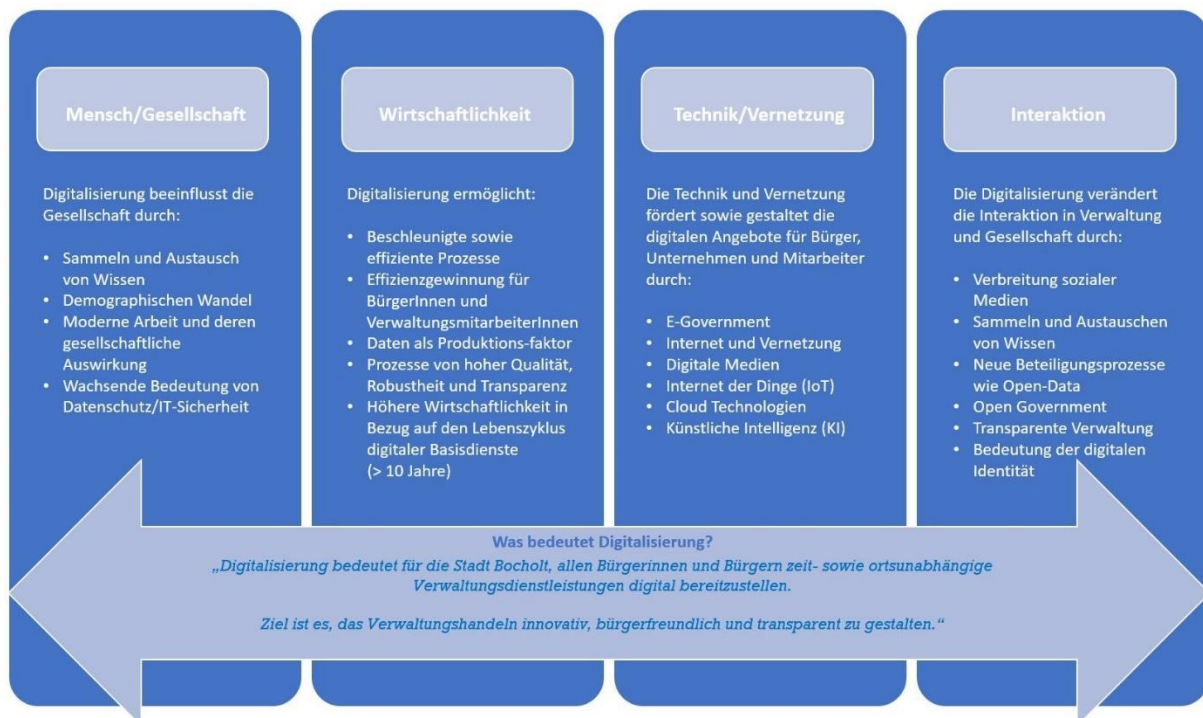 Mensch/Gesellschaft
Digitalisierung beeinflusst die
Gesellschaft durch:
• Sammeln und Austausch
von Wissen
• Demographischen Wandel
• Moderne Arbeit und deren
gesellschaftliche
Auswirkung
• Wachsende Bedeutung von
Datenschutz/IT-Sicherheit
Wirtschaftlichkeit
Digitalisierung ermöglicht:
• Beschleunigte sowie
effiziente Prozesse
• Effizienzgewinnung für
BürgerInnen und
VerwaltungsmitarbeiterInnen
• Daten als Produktions-faktor
• Prozesse von hoher Qualität,
Robustheit und Transparenz
• Höhere Wirtschaftlichkeit in
Bezug auf den Lebenszyklus
digitaler Basisdienste
(> 10 Jahre)
Technik/Vernetzung
Die Technik und Vernetzung
fördert sowie gestaltet die
digitalen Angebote für Bürger,
Unternehmen und Mitarbeiter
durch:
• E-Government
• Internet und Vernetzung
• Digitale Medien
• Internet der Dinge (IoT)
• Cloud Technologien
• Künstliche Intelligenz (KI)
Interaktion
Die Digitalisierung verändert
die Interaktion in Verwaltung
und Gesellschaft durch:
• Verbreitung sozialer
Medien
• Sammeln und Austauschen
von Wissen
• Neue Beteiligungsprozesse
wie Open-Data
• Open Government
• Transparente Verwaltung
• Bedeutung der digitalen
Identität
Was bedeutet Digitalisierung?
„Digitalisierung bedeutet für die Stadt Bocholt, allen Bürgerinnen und Bürgern zeit- sowie ortsunabhängige
Verwaltungsdienstleistungen digital bereitzustellen.
Ziel ist es, das Verwaltungshandeln innovativ, bürgerfreundlich und transparent zu gestalten.“